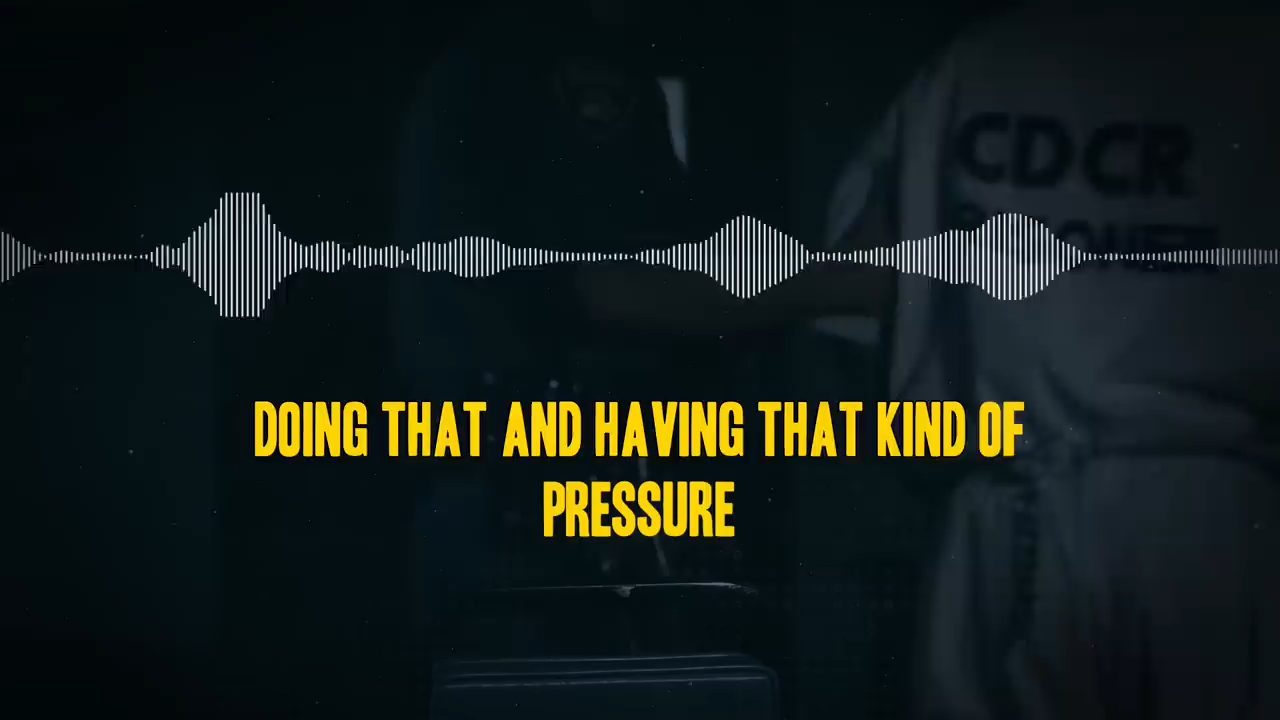 CDCR
DOING THAT AND HAVING THAT KIND OF
PRESSURE